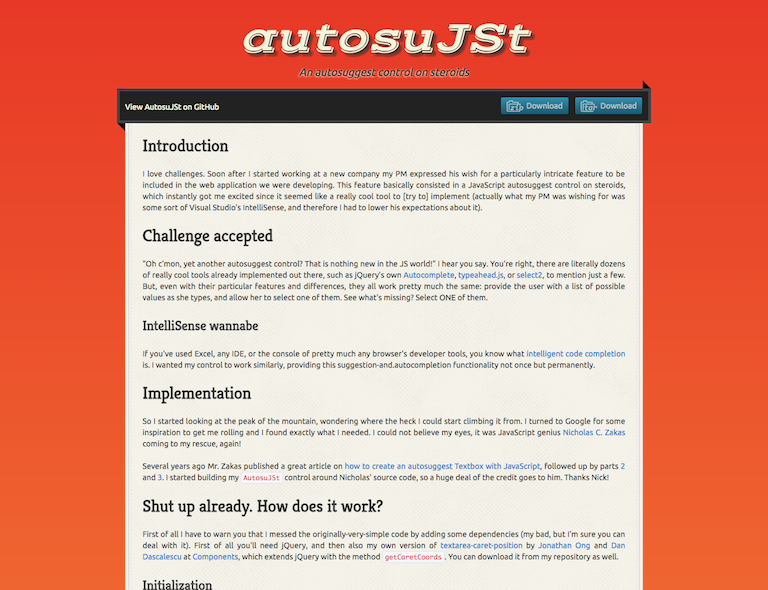 autosuJSt
An autosuggest control on steroids
View AutosuJSt on GitHub
Download
Download
Introduction
I love challenges. Soon after I started working at a new company my PM expressed his wish for a particularly intricate feature to be
included in the web application we were developing. This feature basically consisted in a JavaScript autosuggest control on steroids,
which instantly got me excited since it seemed like a really cool tool to [try to] implement (actually what my PM was wishing for was
some sort of Visual Studio's IntelliSense, and therefore I had to lower his expectations about it).
Challenge accepted
"Oh c'mon, yet another autosuggest control? That is nothing new in the JS world!" I hear you say. You're right, there are literally dozens
of really cool tools already implemented out there, such as jQuery's own Autocomplete, typeahead.js, or select2, to mention just a few.
But, even with their particular features and differences, they all work pretty much the same: provide the user with a list of possible
values as she types, and allow her to select one of them. See what's missing? Select ONE of them.
IntelliSense wannabe
If you've used Excel, any IDE, or the console of pretty much any browser's developer tools, you know what intelligent code completion
is. I wanted my control to work similarly, providing this suggestion-and.autocompletion functionality not once but permanently.
Implementation
So I started looking at the peak of the mountain, wondering where the heck I could start climbing it from. I turned to Google for some
inspiration to get me rolling and I found exactly what I needed. I could not believe my eyes, it was JavaScript genius Nicholas C. Zakas
coming to my rescue, again!
Several years ago Mr. Zakas published a great article on how to create an autosuggest Textbox with JavaScript, followed up by parts 2
and 3. I started building my AutosuJSt control around Nicholas' source code, so a huge deal of the credit goes to him. Thanks Nick!
Shut up already. How does it work?
First of all I have to warn you that I messed the originally-very-simple code by adding some dependencies (my bad, but I'm sure you can
deal with it). First of all you'll need jQuery, and then also my own version of textarea-caret-position by Jonathan Ong and Dan
Dascalescu at Components, which extends jQuery with the method getCaretCoords. You can download it from my repository as well.
Initialization